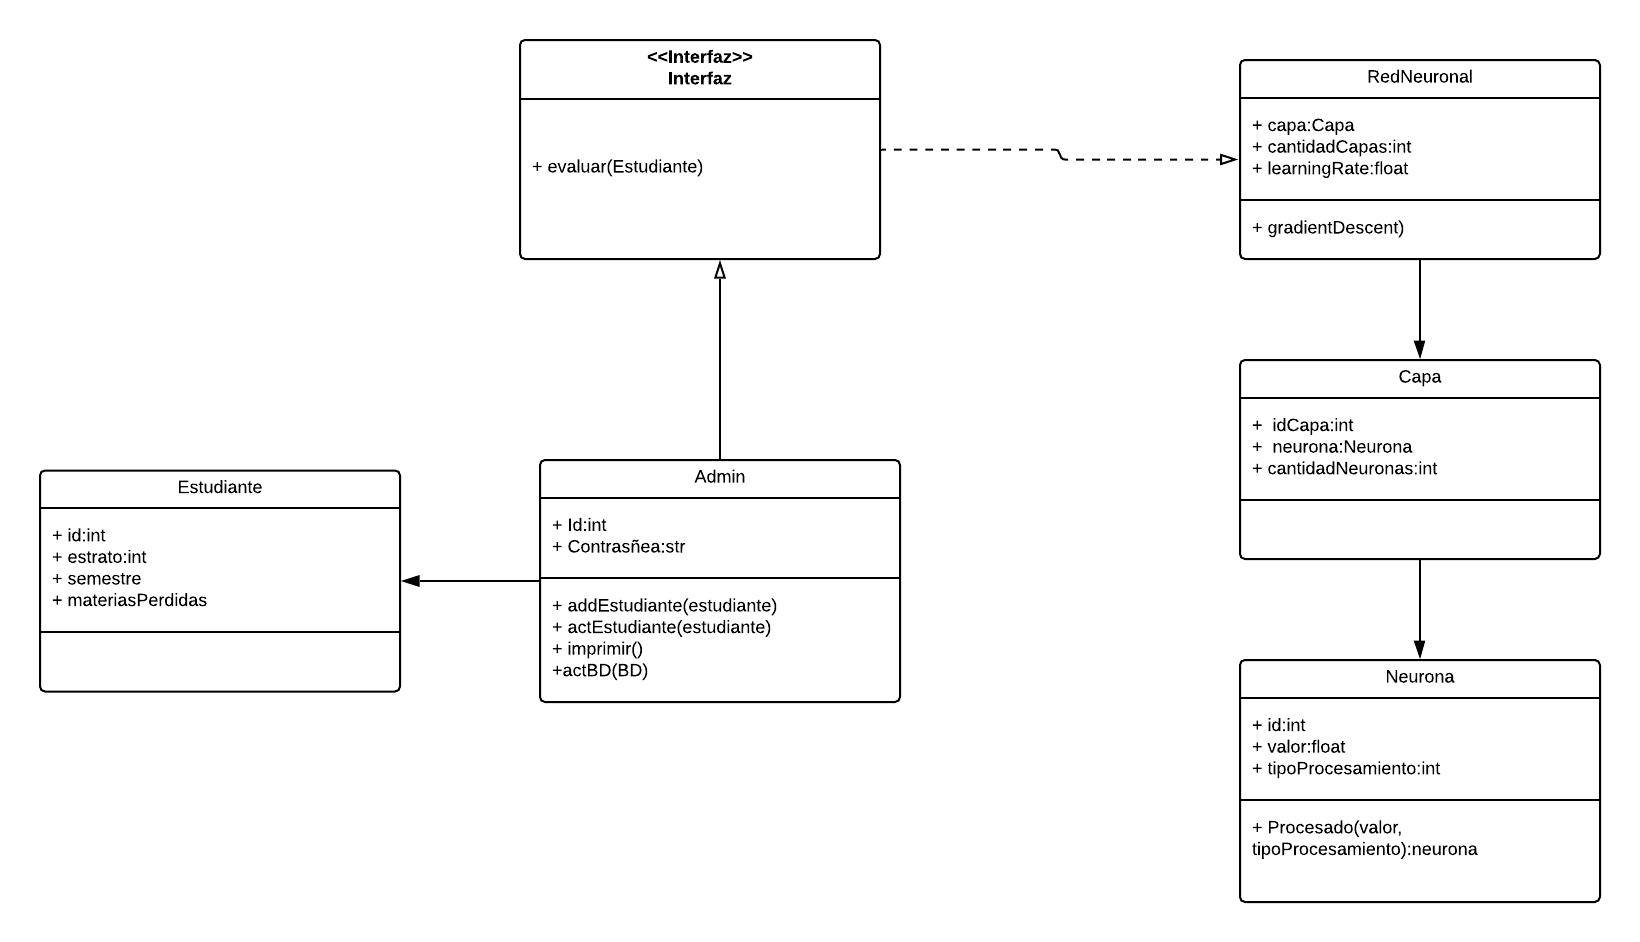 <<Interfaz>>
Interfaz
+ evaluar(Estudiante)
RedNeuronal
+ capa:Capa
+ cantidadCapas:int
+ learningRate:float
+ gradientDescent)
Capa
+  idCapa:int
+  neurona:Neurona
+ cantidadNeuronas:int
Estudiante
+ id:int
+ estrato:int
+ semestre
+ materiasPerdidas
Admin
+ Id:int
+ Contrasñea:str
+ addEstudiante(estudiante)
+ actEstudiante(estudiante)
+ imprimir()
+actBD(BD)
Neurona
+ id:int
+ valor:float
+ tipoProcesamiento:int
+ Procesado(valor,
tipoProcesamiento):neurona